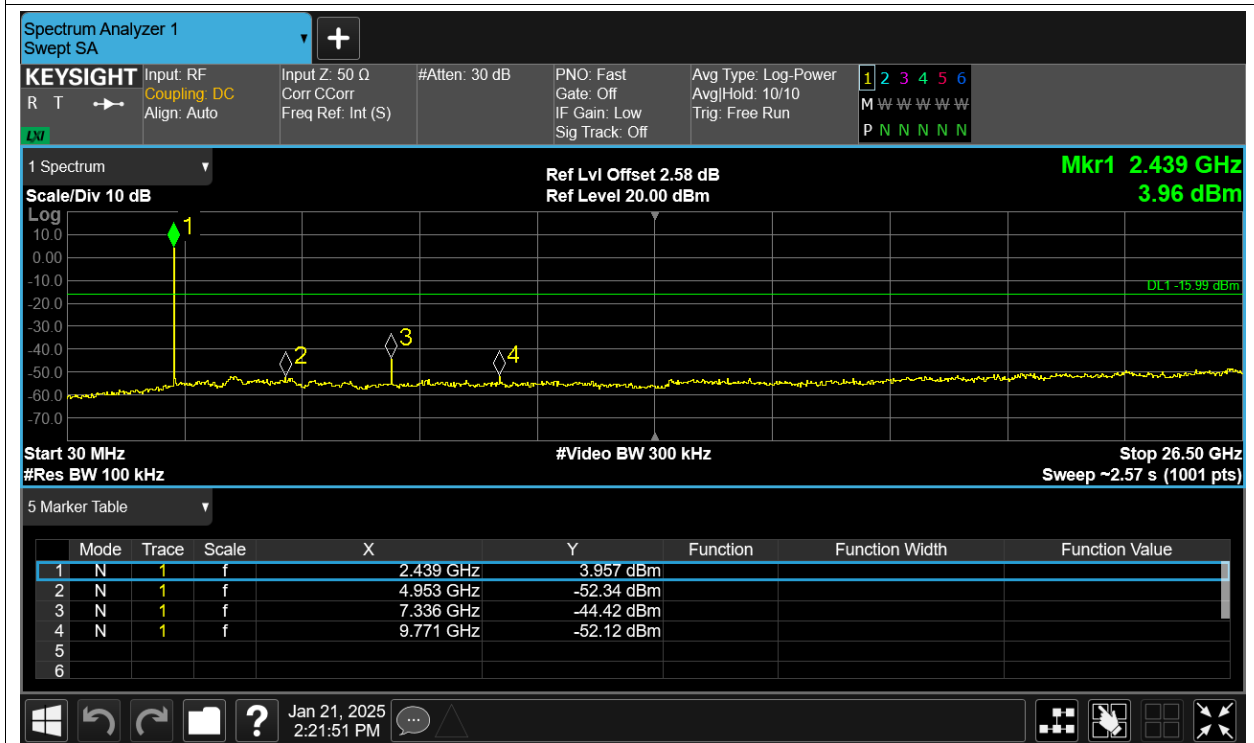 Spectrum Analyzer 1
Swept SA
+
KEYSIGHT Input: RF Input Z: 50 Ω #Atten: 30 dB PNO: Fast Avg Type: Log-Power 1 2 3 4 5 6
R T Coupling: DC Corr CCorr Gate: Off Avg|Hold: 10/10 M W W W W W
Align: Auto Freq Ref: Int (S) IF Gain: Low Trig: Free Run
LXI Sig Track: Off P N N N N N
1 Spectrum Ref Lvl Offset 2.58 dB Mkr1 2.439 GHz
Scale/Div 10 dB Ref Level 20.00 dBm 3.96 dBm
Log
1
10.0
0.00
-10.0
DL1 -15.99 dBm
-20.0
-30.0
3
-40.0
2 4
-50.0
-60.0
-70.0
Start 30 MHz #Video BW 300 kHz Stop 26.50 GHz
#Res BW 100 kHz Sweep ~2.57 s (1001 pts)
5 Marker Table
Mode Trace Scale X Y Function Function Width Function Value
1 N 1 f 2.439 GHz 3.957 dBm
2 N 1 f 4.953 GHz -52.34 dBm
3 N 1 f 7.336 GHz -44.42 dBm
4 N 1 f 9.771 GHz -52.12 dBm
5
6
? Jan 21, 2025
2:21:51 PM